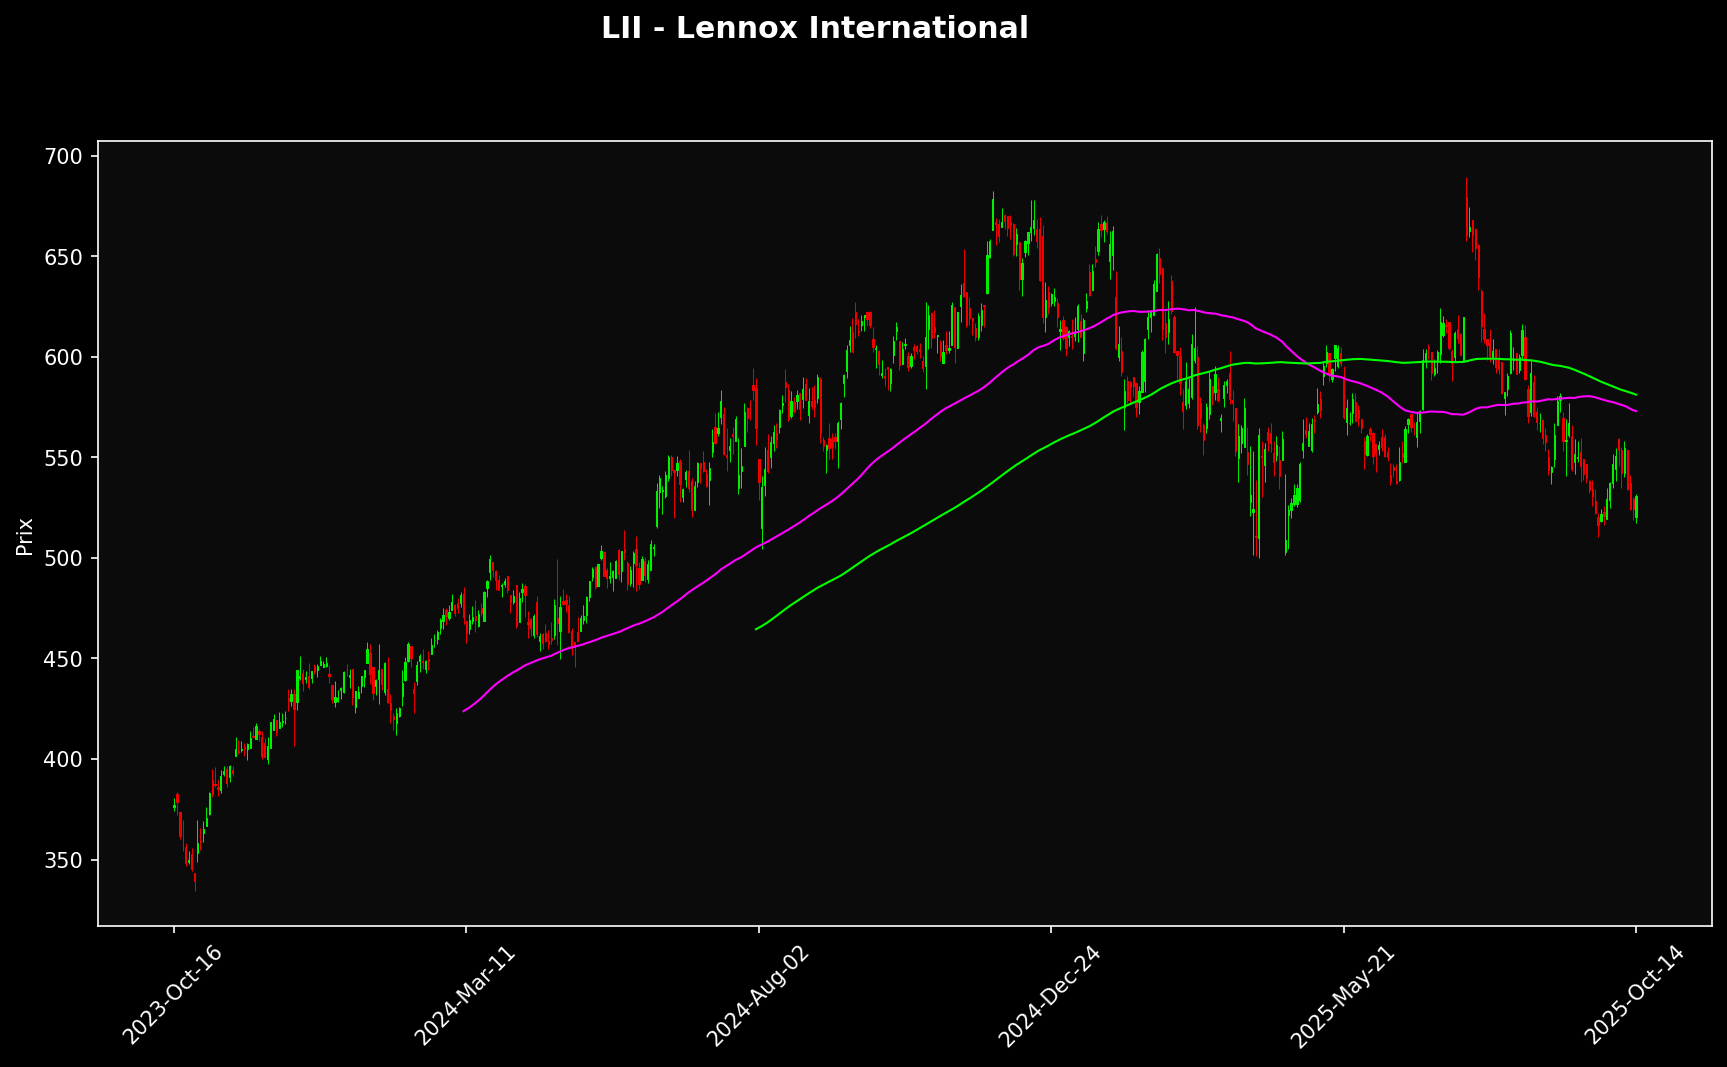 LII - Lennox International
700
650
600
550
500
450
400
350
Prix
2023-Oct-16
2024-Mar-11
2024-Aug-02
2024-Dec-24
2025-May-21
2025-Oct-14